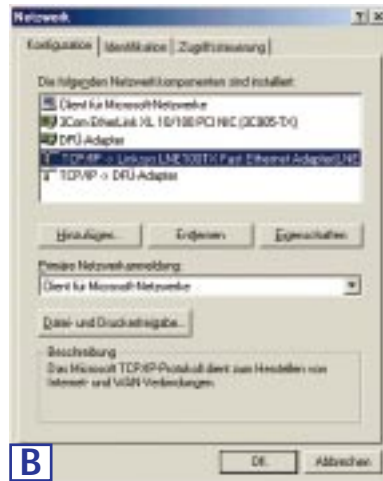 Netzwerk
Konfiguration Identifikation Zugriffssteuerung
Die folgenden Netzwerkkomponenten sind installiert:
Client für Microsoft-Netzwerke
3Com EtherLink XL 10/100 PCI NIC (3C905-TX)
DFÜ-Adapter
TCP/IP -> Linksys LNE100TX Fast Ethernet Adapter(LNE
TCP/IP -> DFÜ-Adapter
Hinzufügen... Entfernen Eigenschaften
Primäre Netzwerkanmeldung:
Client für Microsoft-Netzwerke
Datei- und Druckerfreigabe...
Beschreibung
Das Microsoft TCP/IP-Protokoll dient zum Herstellen von
Internet- und WAN-Verbindungen.
B
OK Abbrechen